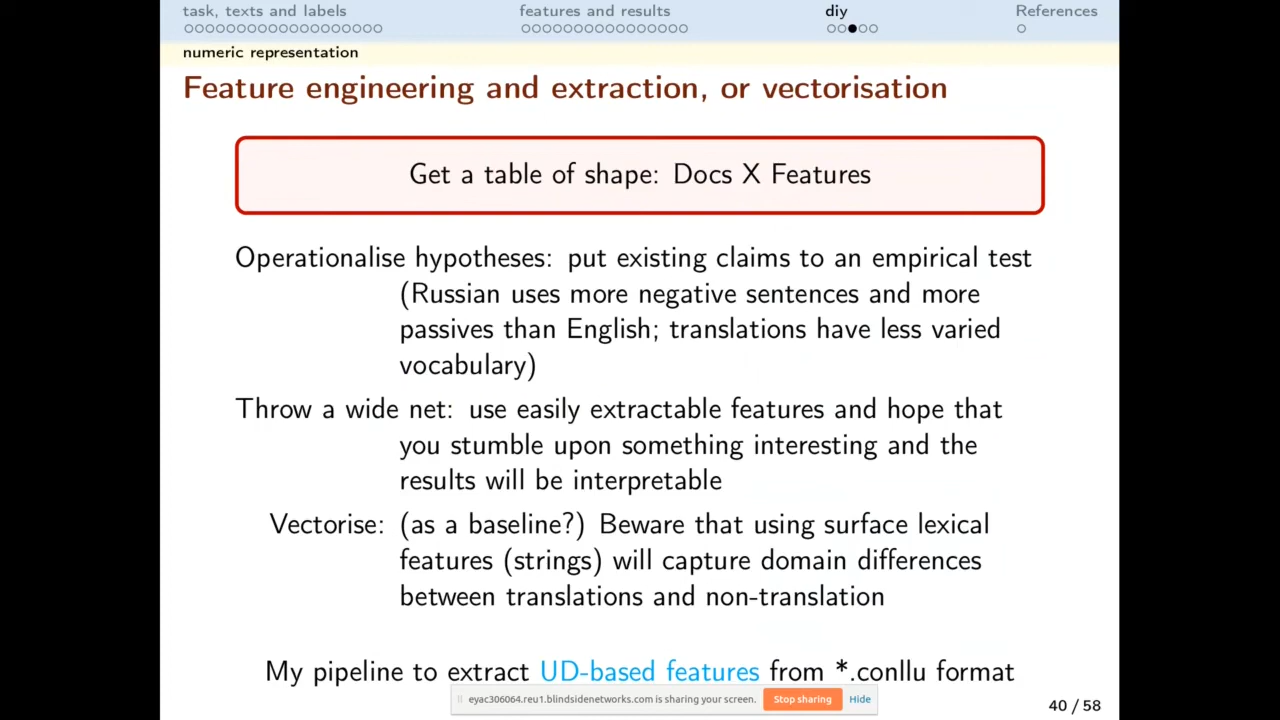 task, texts and labels
features and results
diy
References
numeric representation
Feature engineering and extraction, or vectorisation
Get a table of shape: Docs X Features
Operationalise hypotheses: put existing claims to an empirical test
(Russian uses more negative sentences and more
passives than English; translations have less varied
vocabulary)
Throw a wide net: use easily extractable features and hope that
you stumble upon something interesting and the
results will be interpretable
Vectorise: (as a baseline?) Beware that using surface lexical
features (strings) will capture domain differences
between translations and non-translation
My pipeline to extract UD-based features from *.conllu format
eyac306064.reu1.blindsidenetworks.com is sharing your screen. Stop sharing Hide
40 / 58